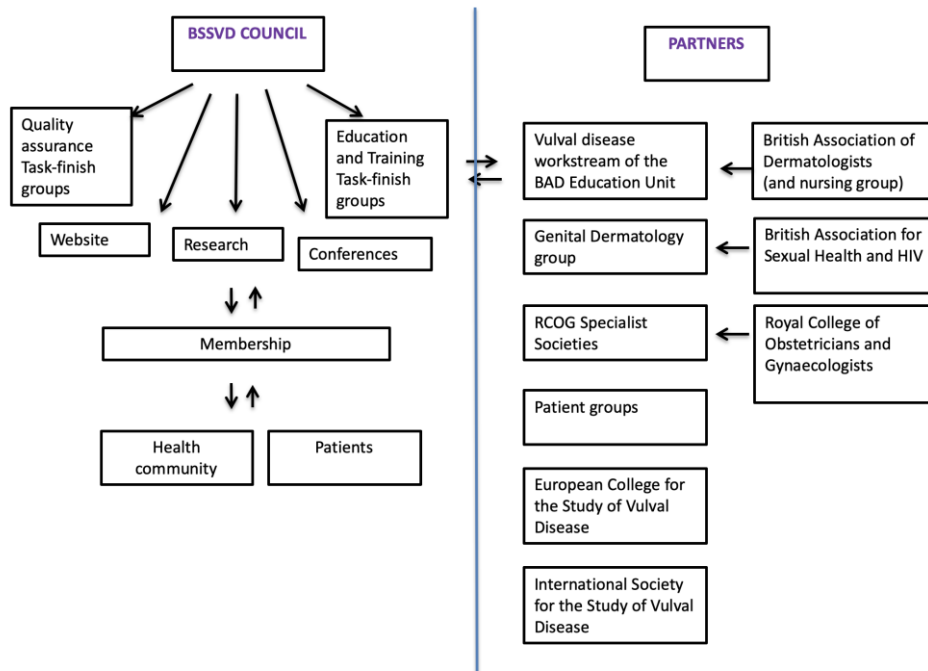 BSSVD COUNCIL
Quality
assurance
Task-finish
groups
Education
and Training
Task-finish
groups
Website
Research
Conferences
Membership
Health
community
Patients
PARTNERS
Vulval disease
workstream of the
BAD Education Unit
British Association of
Dermatologists
(and nursing group)
Genital Dermatology
group
British Association for
Sexual Health and HIV
RCOG Specialist
Societies
Royal College of
Obstetricians and
Gynaecologists
Patient groups
European College for
the Study of Vulval
Disease
International Society
for the Study of Vulval
Disease